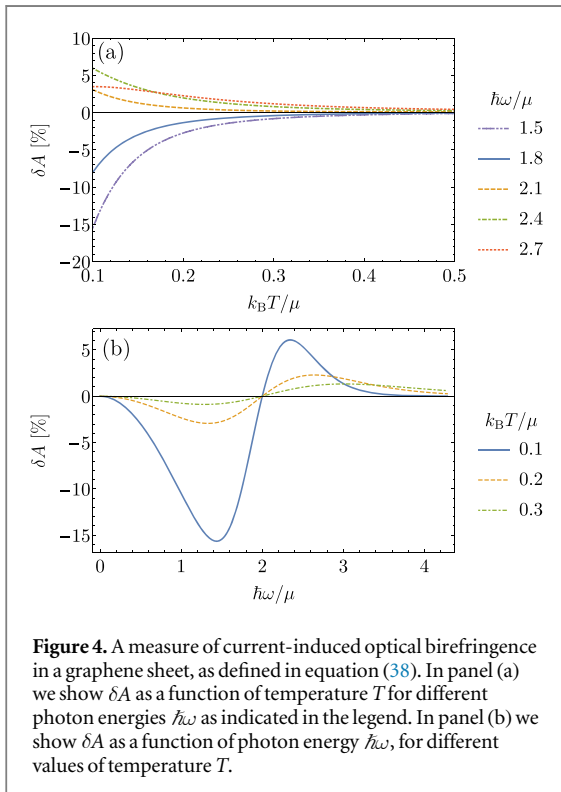 (a)
10
5
0
−5
−10
−15
−20
δA [%]
0.1 0.2 0.3 0.4 0.5
k_BT/μ
ℏω/μ
1.5
1.8
2.1
2.4
2.7
(b)
5
0
−5
−10
−15
δA [%]
0 1 2 3 4
ℏω/μ
k_BT/μ
0.1
0.2
0.3
Figure 4. A measure of current-induced optical birefringence
in a graphene sheet, as defined in equation (38). In panel (a)
we show δA as a function of temperature T for different
photon energies ℏω as indicated in the legend. In panel (b) we
show δA as a function of photon energy ℏω, for different
values of temperature T.